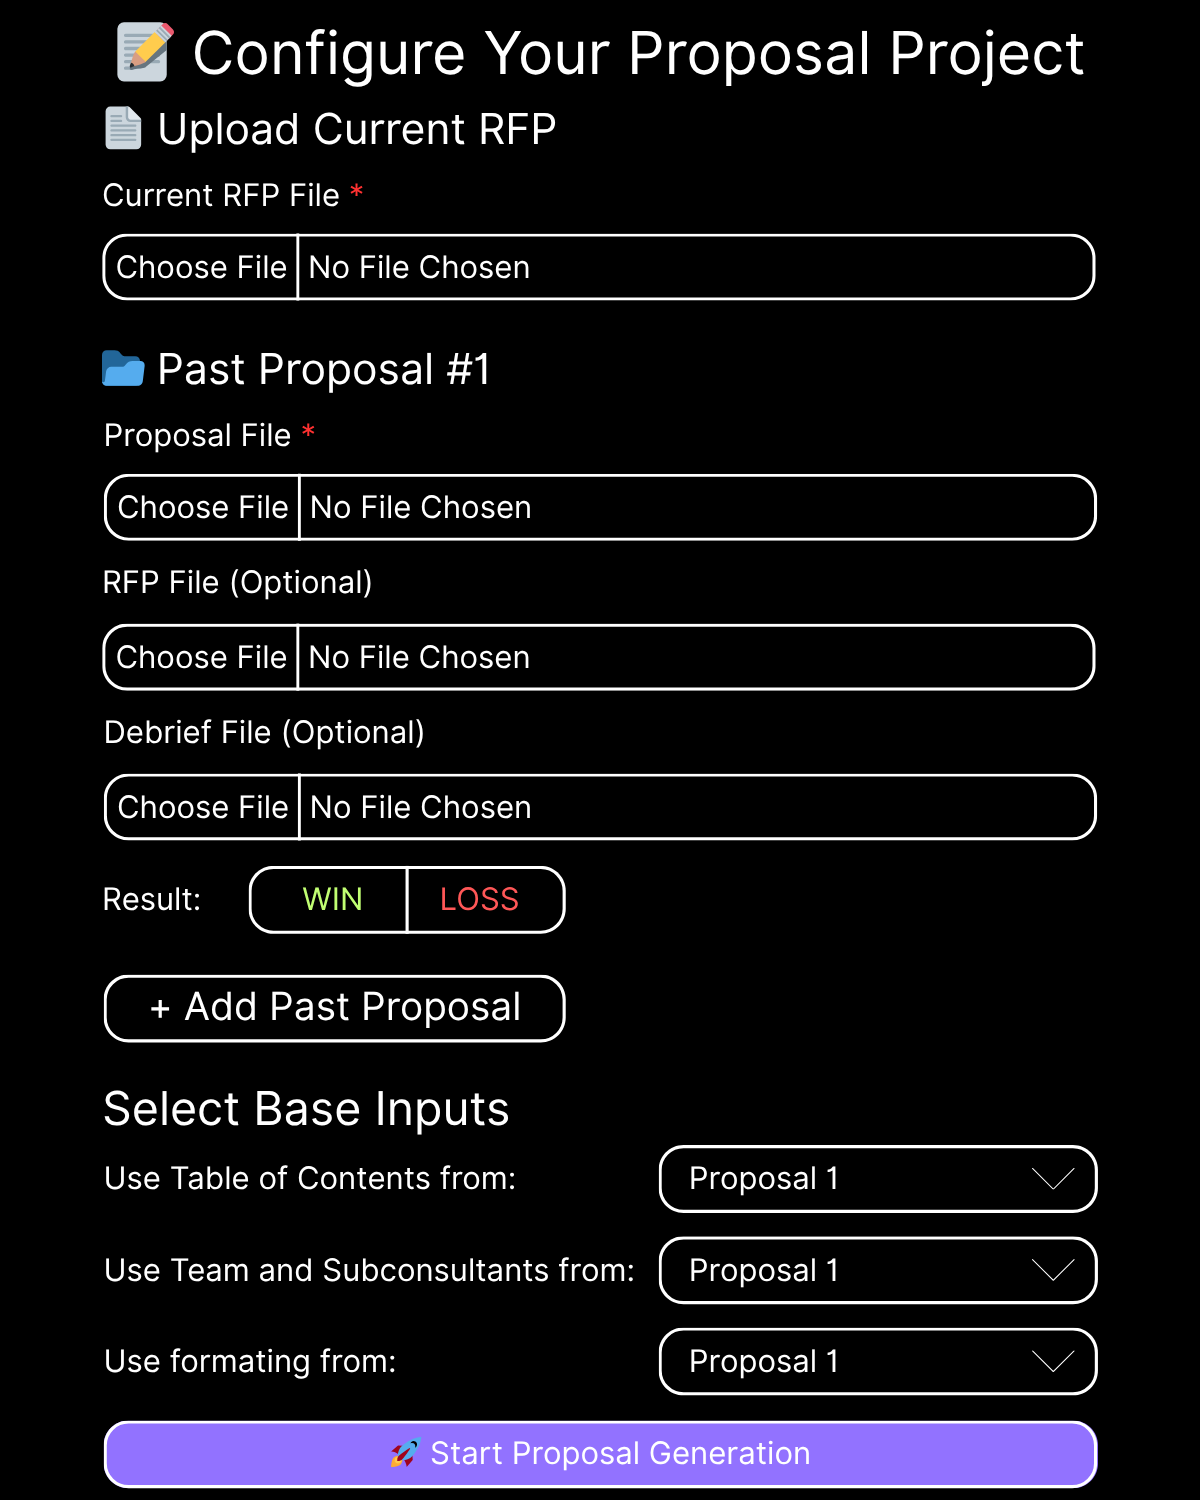 Configure Your Proposal Project
Upload Current RFP
Current RFP File *
Choose File No File Chosen
Past Proposal #1
Proposal File *
Choose File No File Chosen
RFP File (Optional)
Choose File No File Chosen
Debrief File (Optional)
Choose File No File Chosen
Result: WIN LOSS
+ Add Past Proposal
Select Base Inputs
Use Table of Contents from: Proposal 1
Use Team and Subconsultants from: Proposal 1
Use formating from: Proposal 1
Start Proposal Generation